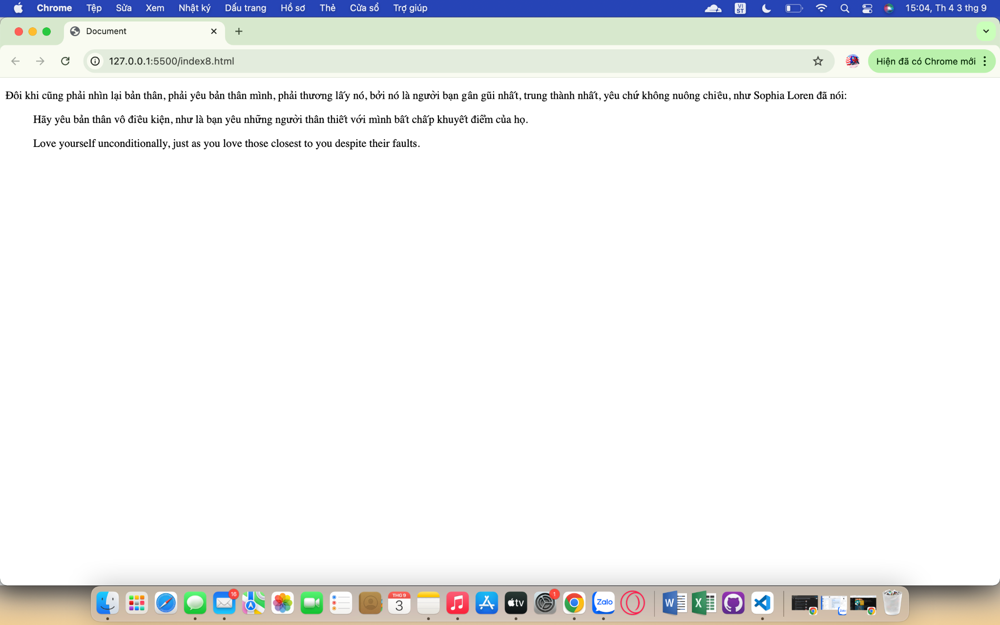 Chrome Tệp Sửa Xem Nhật ký Dấu trang Hồ sơ Thẻ Cửa sổ Trợ giúp VI ST 15:04, Th 4 3 thg 9
Document
127.0.0.1:5500/index8.html Hiện đã có Chrome mới
Đôi khi cũng phải nhìn lại bản thân, phải yêu bản thân mình, phải thương lấy nó, bởi nó là người bạn gần gũi nhất, trung thành nhất, yêu chứ không nuông chiều, như Sophia Loren đã nói:
Hãy yêu bản thân vô điều kiện, như là bạn yêu những người thân thiết với mình bất chấp khuyết điểm của họ.
Love yourself unconditionally, just as you love those closest to you despite their faults.
16 THG 9 3 tv 1 Zalo W X